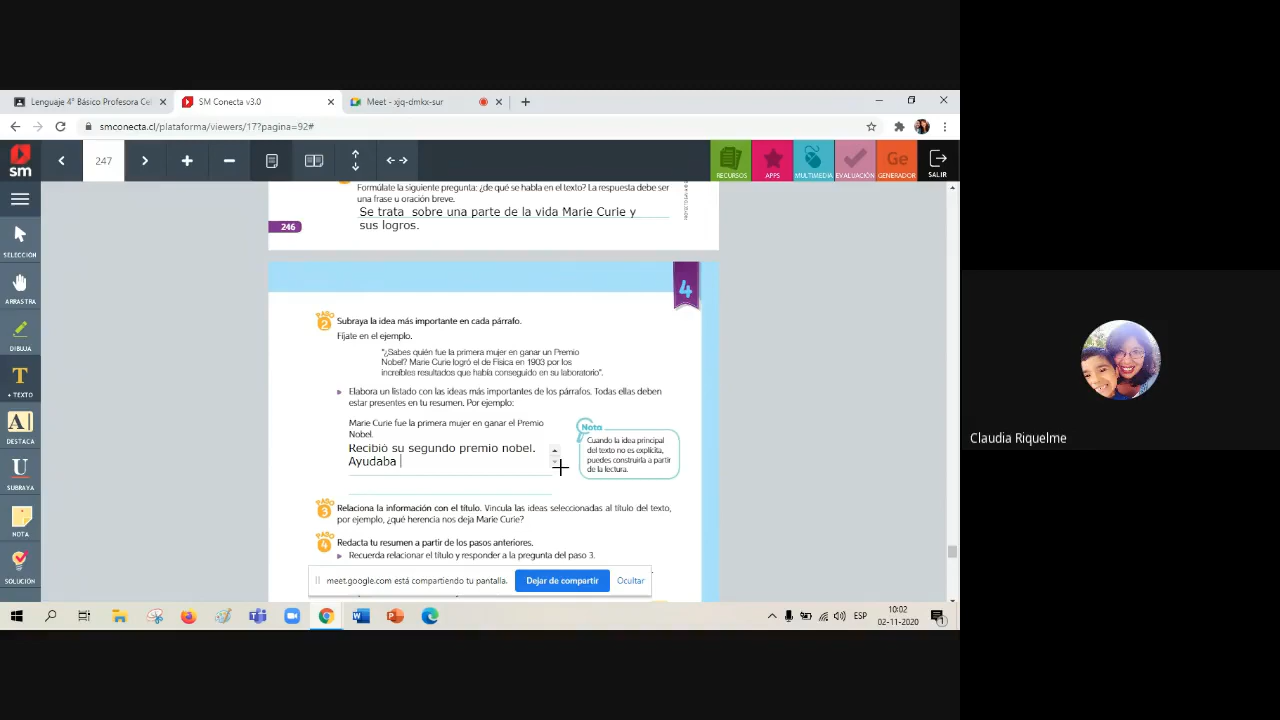 Lenguaje 4° Básico Profesora Ce
SM Conecta v3.0
Meet - xjq-dmkx-sur
smconecta.cl/plataforma/viewers/17?pagina=92#
sm
247
RECURSOS
APPS
MULTIMEDIA
EVALUACIÓN
Ge
GENERADOR
SALIR
SELECCIÓN
ARRASTRA
DIBUJA
T
+ TEXTO
A
DESTACA
U
SUBRAYA
NOTA
SOLUCIÓN
Formúlate la siguiente pregunta: ¿de qué se habla en el texto? La respuesta debe ser
una frase u oración breve.
Se trata sobre una parte de la vida Marie Curie y
246
sus logros.
4
PASO
2
Subraya la idea más importante en cada párrafo.
Fíjate en el ejemplo.
"¿Sabes quién fue la primera mujer en ganar un Premio
Nobel? Marie Curie logró el de Física en 1903 por los
increíbles resultados que había conseguido en su laboratorio".
Elabora un listado con las ideas más importantes de los párrafos. Todas ellas deben
estar presentes en tu resumen. Por ejemplo:
Marie Curie fue la primera mujer en ganar el Premio
Nobel.
Recibió su segundo premio nobel.
Ayudaba
Nota
Cuando la idea principal
del texto no es explícita,
puedes construirla a partir
de la lectura.
PASO
3
Relaciona la información con el título. Vincula las ideas seleccionadas al título del texto,
por ejemplo, ¿qué herencia nos deja Marie Curie?
PASO
4
Redacta tu resumen a partir de los pasos anteriores.
Recuerda relacionar el título y responder a la pregunta del paso 3.
meet.google.com está compartiendo tu pantalla.
Dejar de compartir
Ocultar
ESP
10:02
02-11-2020
1
Claudia Riquelme